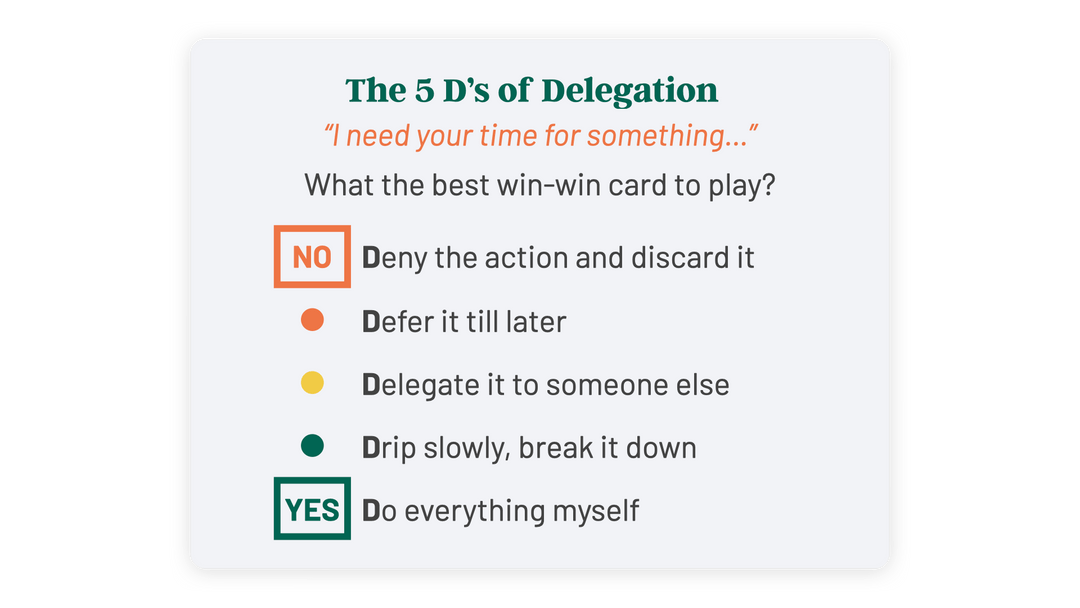 The 5 D’s of Delegation
“I need your time for something...”
What the best win-win card to play?
NO Deny the action and discard it
Defer it till later
Delegate it to someone else
Drip slowly, break it down
YES Do everything myself